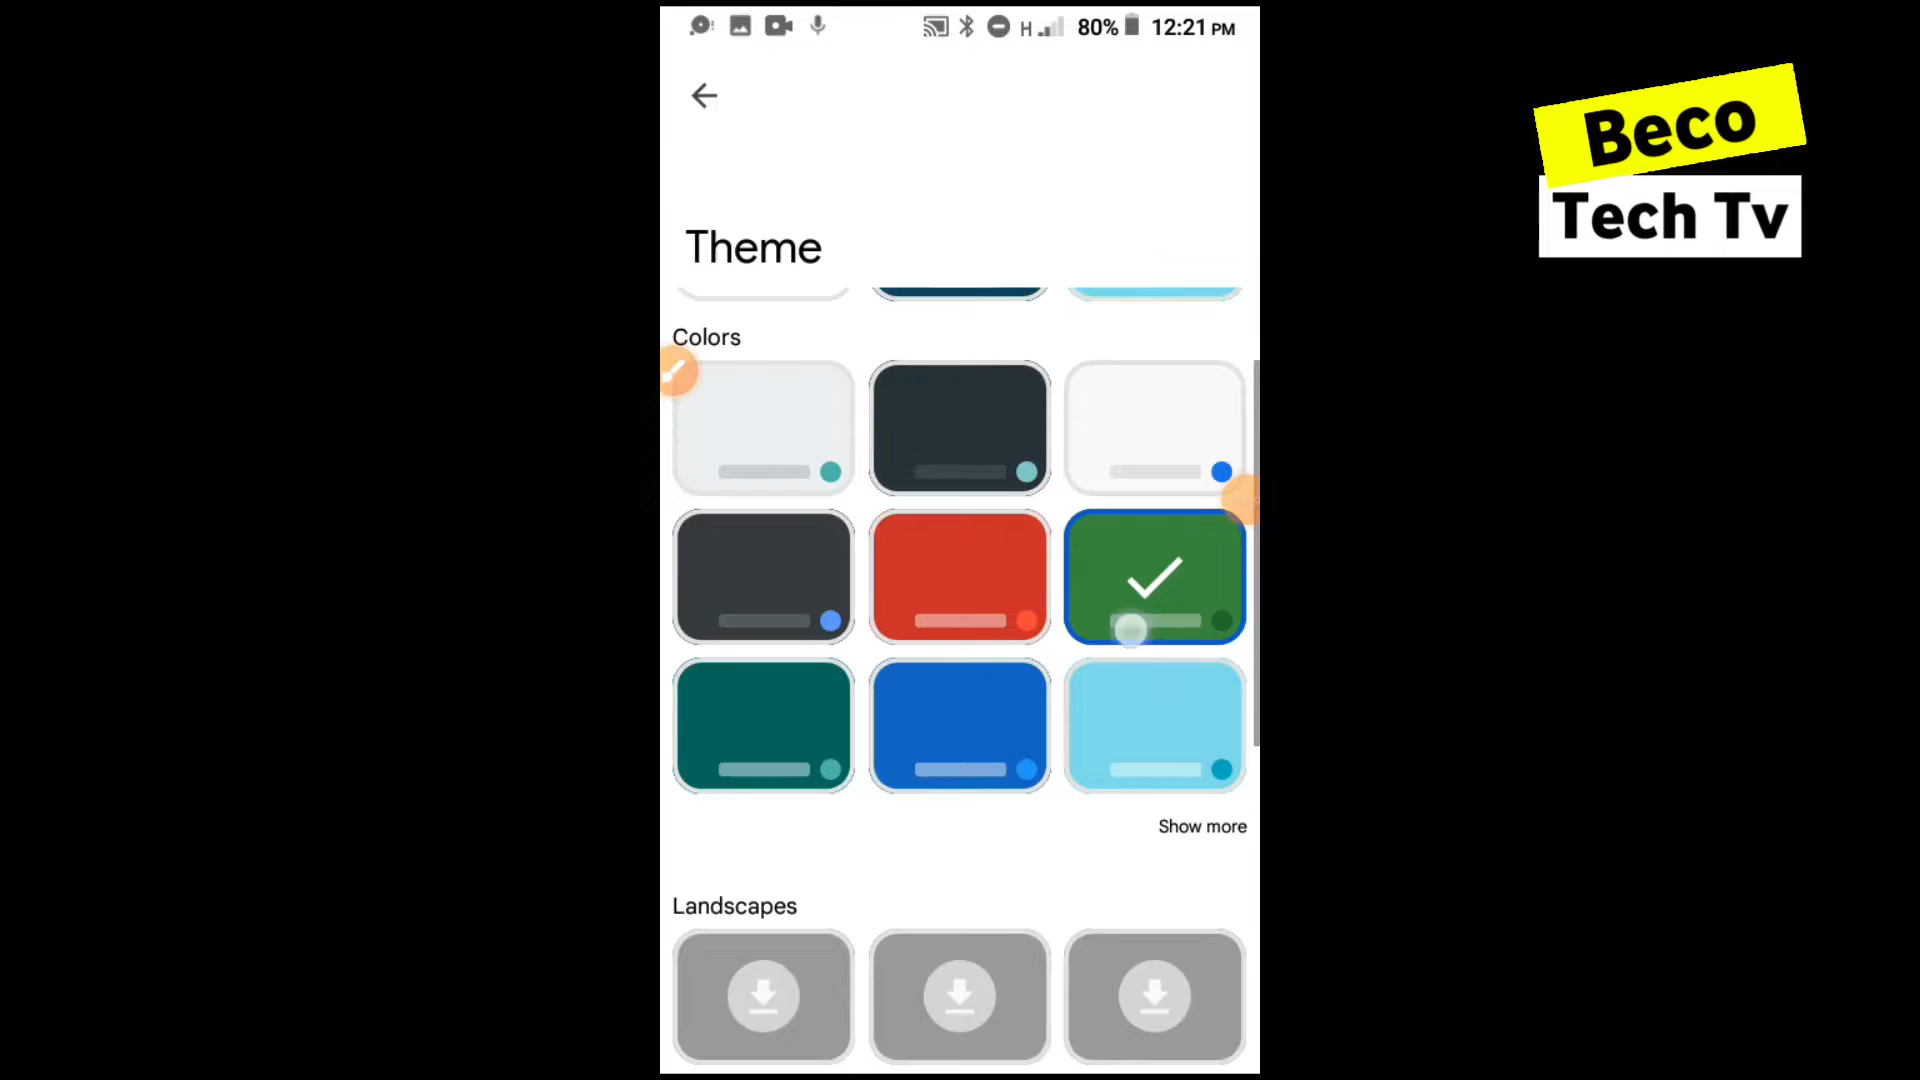 H 80% 12:21 PM
Beco
Tech Tv
Theme
Colors
Show more
Landscapes